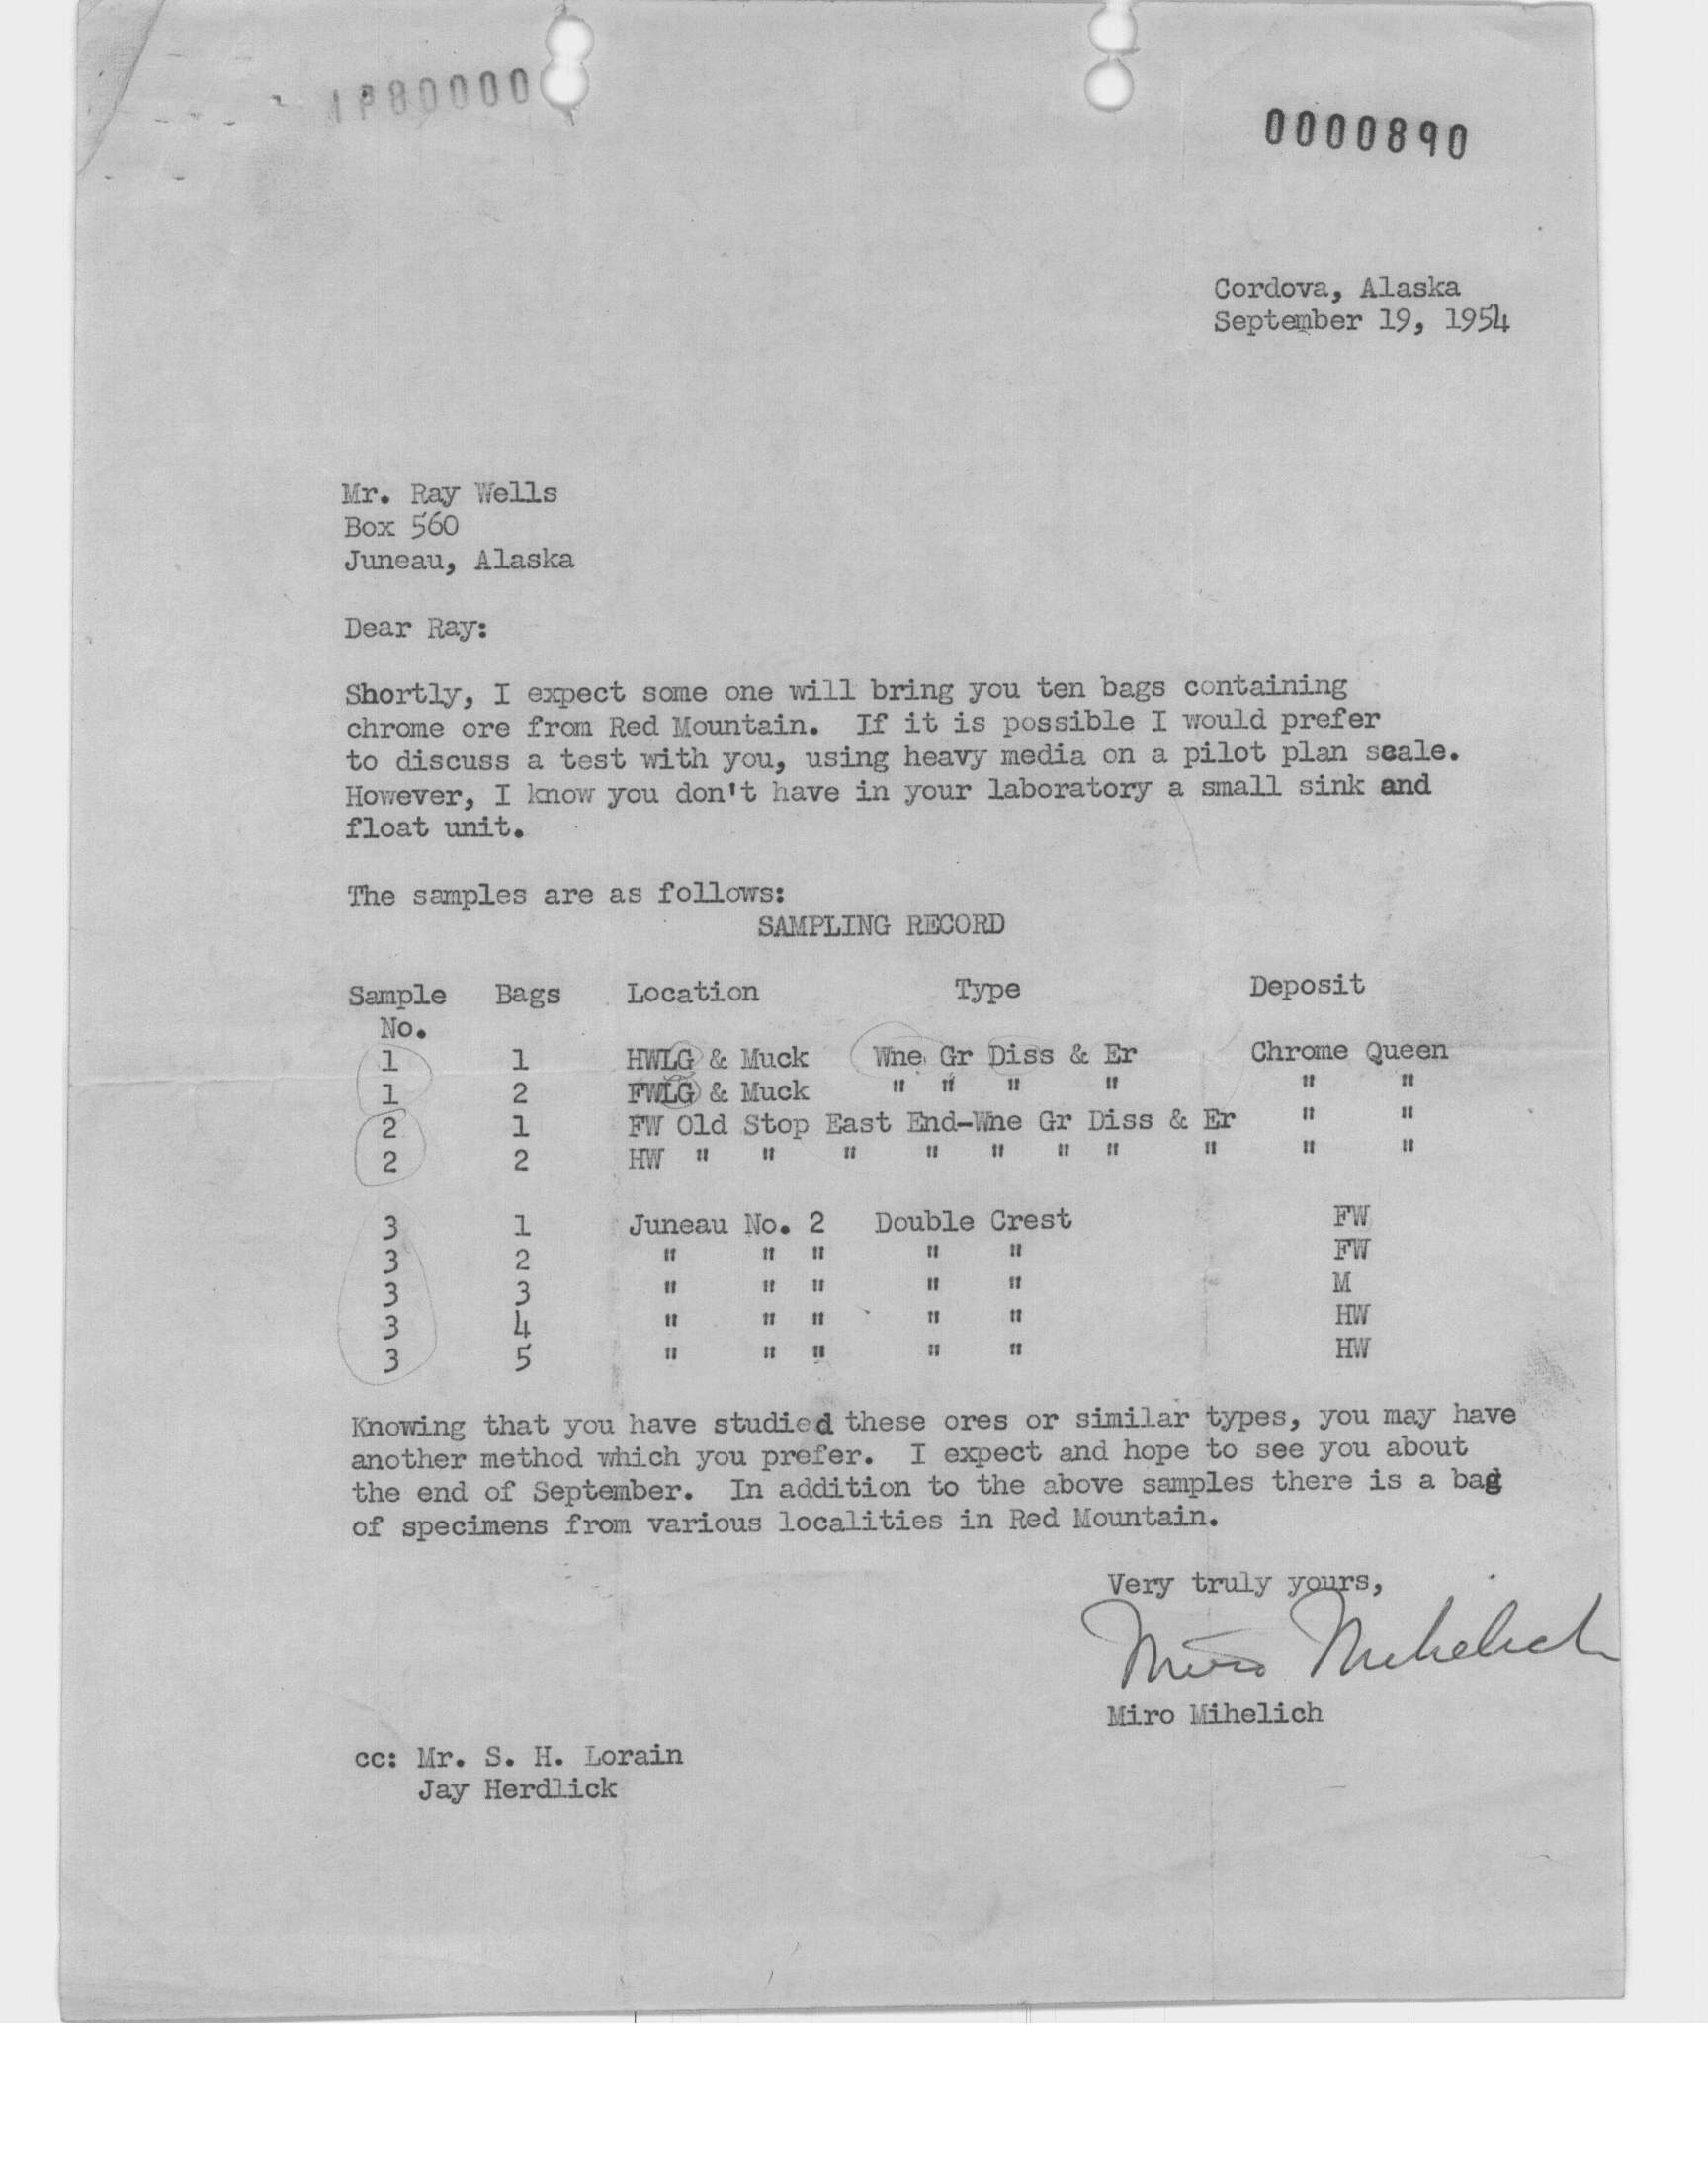 1P80000
0000890
Cordova, Alaska
September 19, 1954
Mr. Ray Wells
Box 560
Juneau, Alaska
Dear Ray:
Shortly, I expect some one will bring you ten bags containing
chrome ore from Red Mountain. If it is possible I would prefer
to discuss a test with you, using heavy media on a pilot plan scale.
However, I know you don't have in your laboratory a small sink and
float unit.
The samples are as follows:
SAMPLING RECORD
Sample Bags Location Type Deposit
No.
1 1 HWLG & Muck Wne Gr Diss & Er Chrome Queen
1 2 FWLG & Muck " " " " " "
2 1 FW Old Stop East End-Wne Gr Diss & Er " "
2 2 HW " " " " " " " " " "
3 1 Juneau No. 2 Double Crest FW
3 2 " " " " " FW
3 3 " " " " " M
3 4 " " " " " HW
3 5 " " " " " HW
Knowing that you have studied these ores or similar types, you may have
another method which you prefer. I expect and hope to see you about
the end of September. In addition to the above samples there is a bag
of specimens from various localities in Red Mountain.
Very truly yours,
Miro Mihelich
Miro Mihelich
cc: Mr. S. H. Lorain
Jay Herdlick